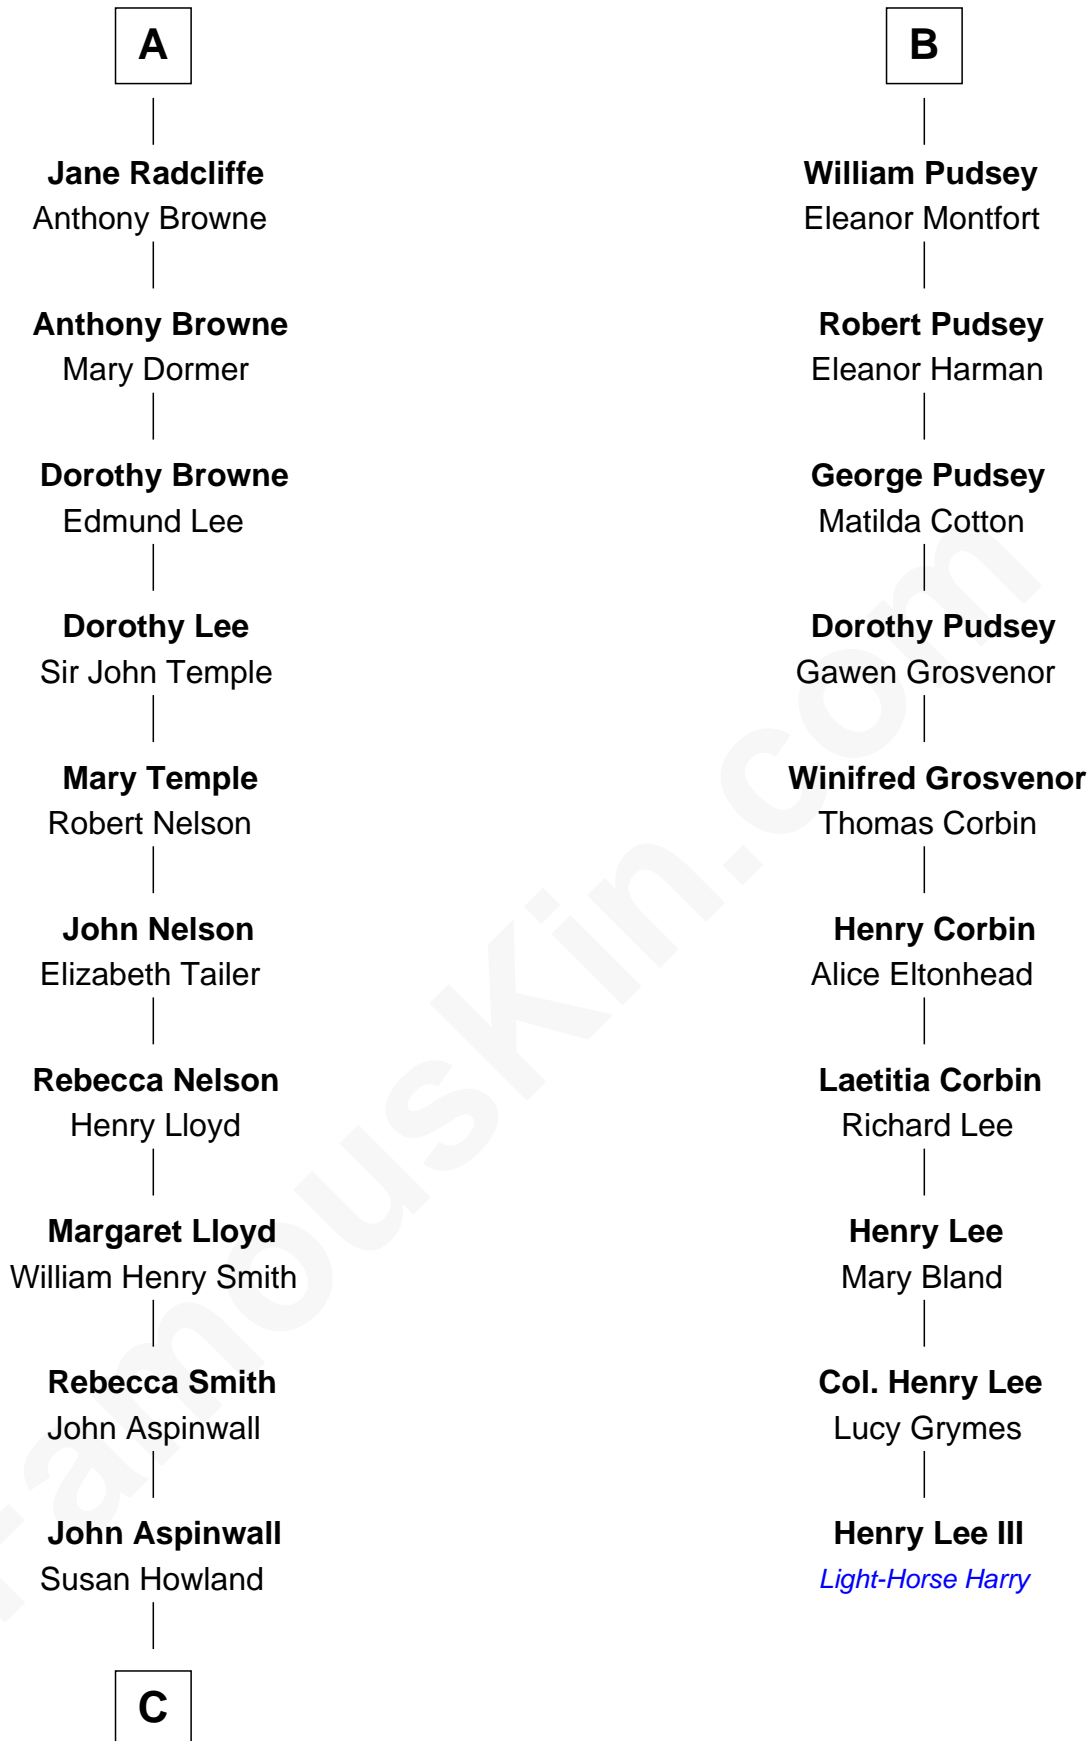 A
Jane Radcliffe
Anthony Browne
Anthony Browne
Mary Dormer
Dorothy Browne
Edmund Lee
Dorothy Lee
Sir John Temple
Mary Temple
Robert Nelson
John Nelson
Elizabeth Tailer
Rebecca Nelson
Henry Lloyd
Margaret Lloyd
William Henry Smith
Rebecca Smith
John Aspinwall
John Aspinwall
Susan Howland
C
B
William Pudsey
Eleanor Montfort
Robert Pudsey
Eleanor Harman
George Pudsey
Matilda Cotton
Dorothy Pudsey
Gawen Grosvenor
Winifred Grosvenor
Thomas Corbin
Henry Corbin
Alice Eltonhead
Laetitia Corbin
Richard Lee
Henry Lee
Mary Bland
Col. Henry Lee
Lucy Grymes
Henry Lee III
Light-Horse Harry
FamousKin.com